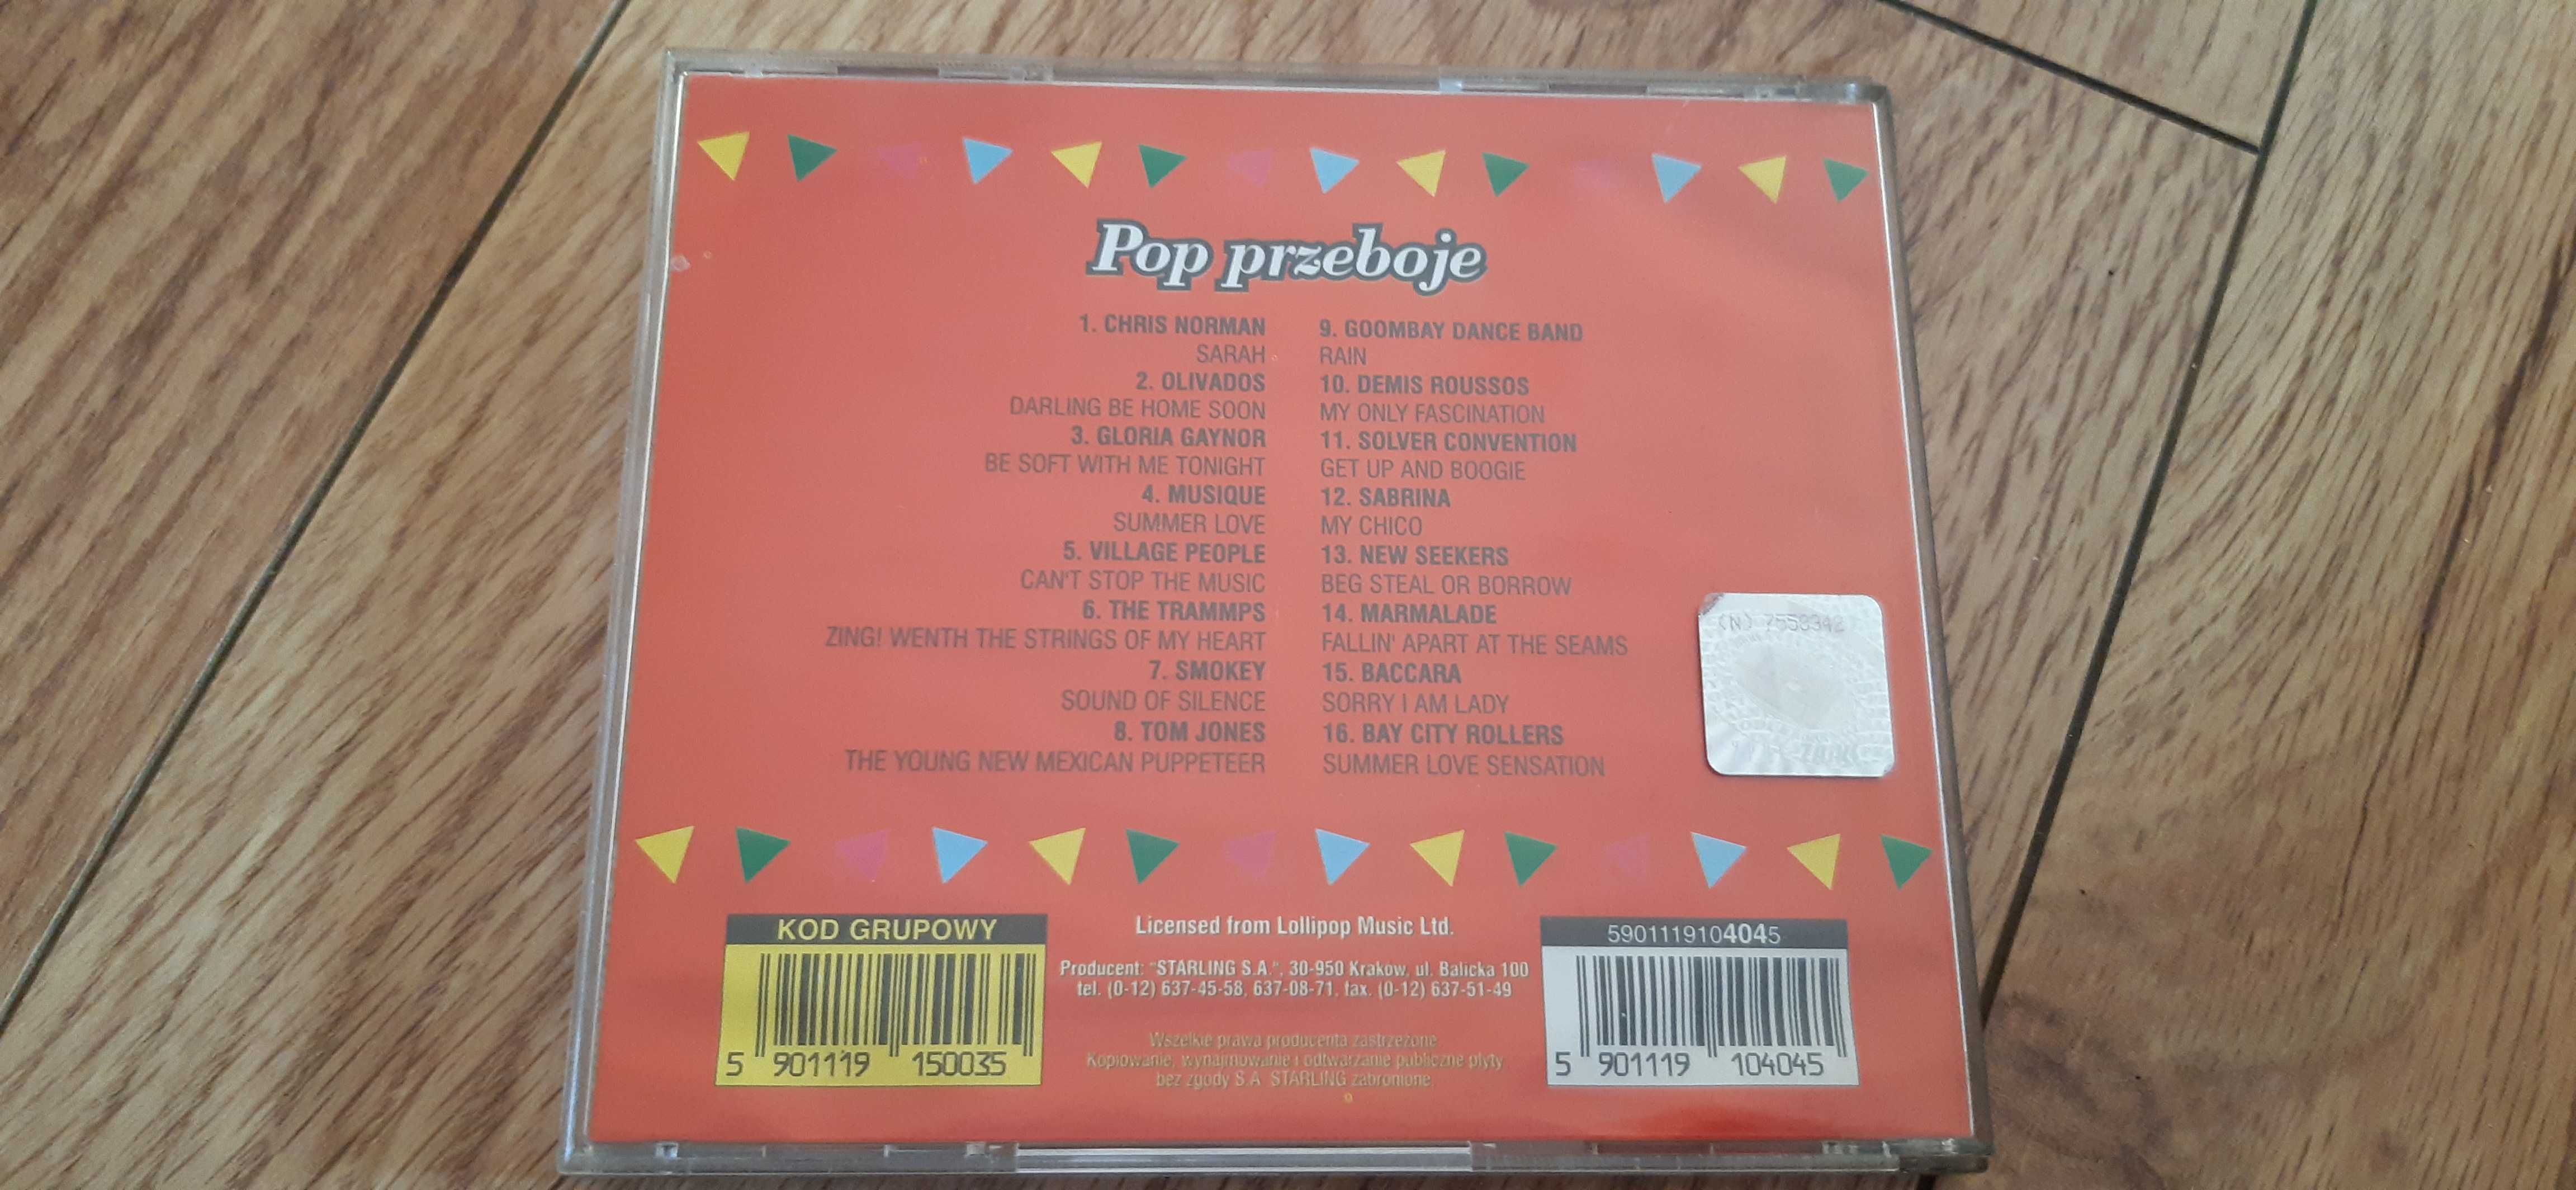 Pop przeboje
1. CHRIS NORMAN
SARAH
2. OLIVADOS
DARLING BE HOME SOON
3. GLORIA GAYNOR
BE SOFT WITH ME TONIGHT
4. MUSIQUE
SUMMER LOVE
5. VILLAGE PEOPLE
CAN'T STOP THE MUSIC
6. THE TRAMMPS
ZING! WENTH THE STRINGS OF MY HEART
7. SMOKEY
SOUND OF SILENCE
8. TOM JONES
THE YOUNG NEW MEXICAN PUPPETEER
9. GOOMBAY DANCE BAND
RAIN
10. DEMIS ROUSSOS
MY ONLY FASCINATION
11. SOLVER CONVENTION
GET UP AND BOOGIE
12. SABRINA
MY CHICO
13. NEW SEEKERS
BEG STEAL OR BORROW
14. MARMALADE
FALLIN' APART AT THE SEAMS
15. BACCARA
SORRY I AM LADY
16. BAY CITY ROLLERS
SUMMER LOVE SENSATION
(N) 7553342
KOD GRUPOWY
5 901119 150035
Licensed from Lollipop Music Ltd.
Producent: "STARLING S.A.", 30-950 Kraków, ul. Balicka 100
tel. (0-12) 637-45-58, 637-08-71, fax. (0-12) 637-51-49
Wszelkie prawa producenta zastrzeżone
Kopiowanie, wynajmowanie i odtwarzanie publiczne płyty
bez zgody S.A. STARLING zabronione
5901119104045
5 901119 104045